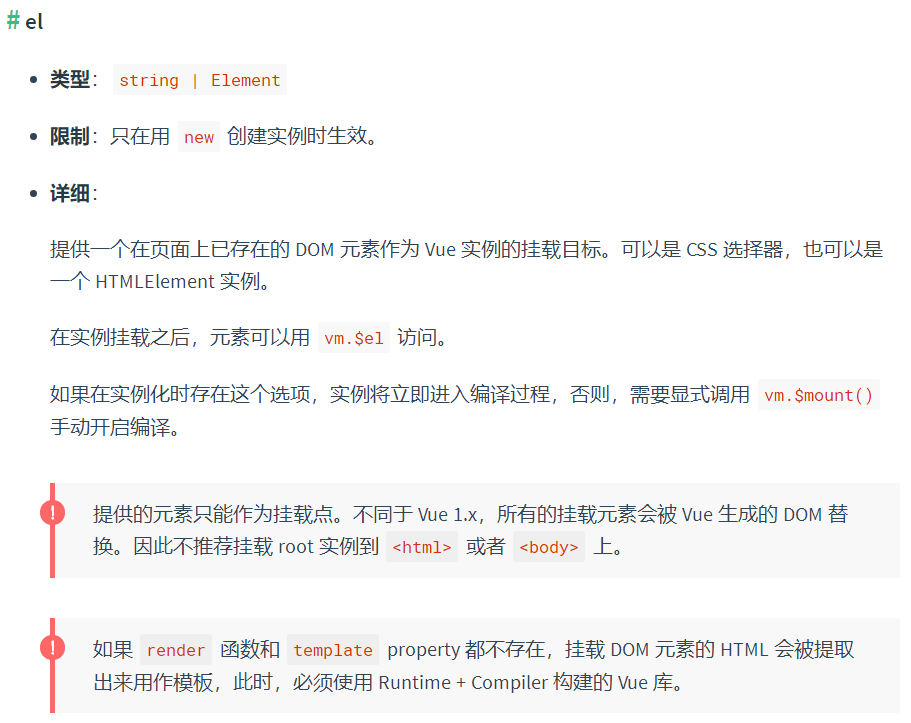 # el
类型： string | Element
限制：只在用 new 创建实例时生效。
详细：
提供一个在页面上已存在的 DOM 元素作为 Vue 实例的挂载目标。可以是 CSS 选择器，也可以是
一个 HTMLElement 实例。
在实例挂载之后，元素可以用 vm.$el 访问。
如果在实例化时存在这个选项，实例将立即进入编译过程，否则，需要显式调用 vm.$mount()
手动开启编译。
!
提供的元素只能作为挂载点。不同于 Vue 1.x，所有的挂载元素会被 Vue 生成的 DOM 替
换。因此不推荐挂载 root 实例到 <html> 或者 <body> 上。
!
如果 render 函数和 template property 都不存在，挂载 DOM 元素的 HTML 会被提取
出来用作模板，此时，必须使用 Runtime + Compiler 构建的 Vue 库。